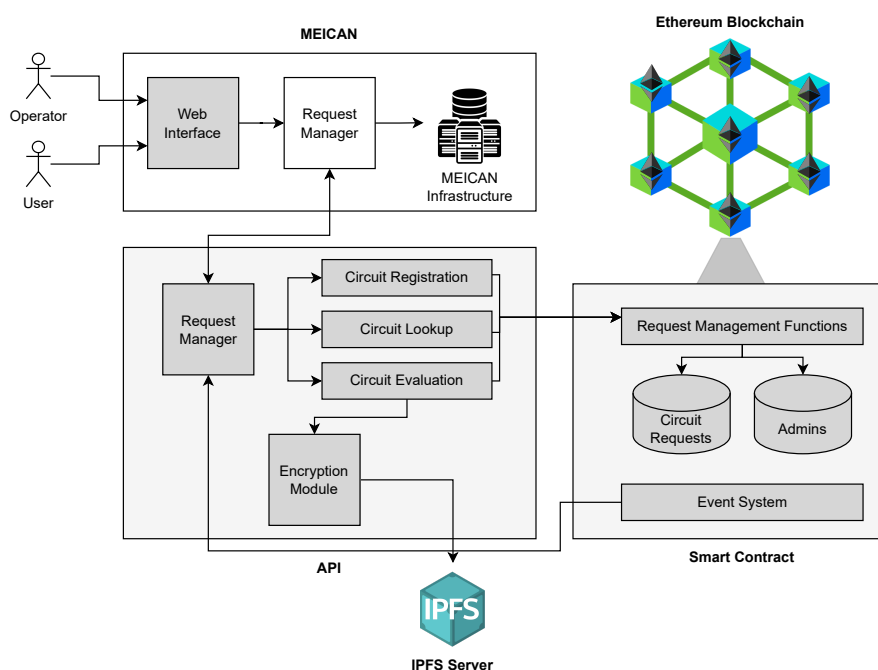 Ethereum Blockchain
MEICAN
Operator
User
Web
Interface
Request
Manager
MEICAN
Infrastructure
Request
Manager
Circuit Registration
Circuit Lookup
Circuit Evaluation
Encryption
Module
API
Request Management Functions
Circuit
Requests
Admins
Event System
Smart Contract
IPFS
IPFS Server